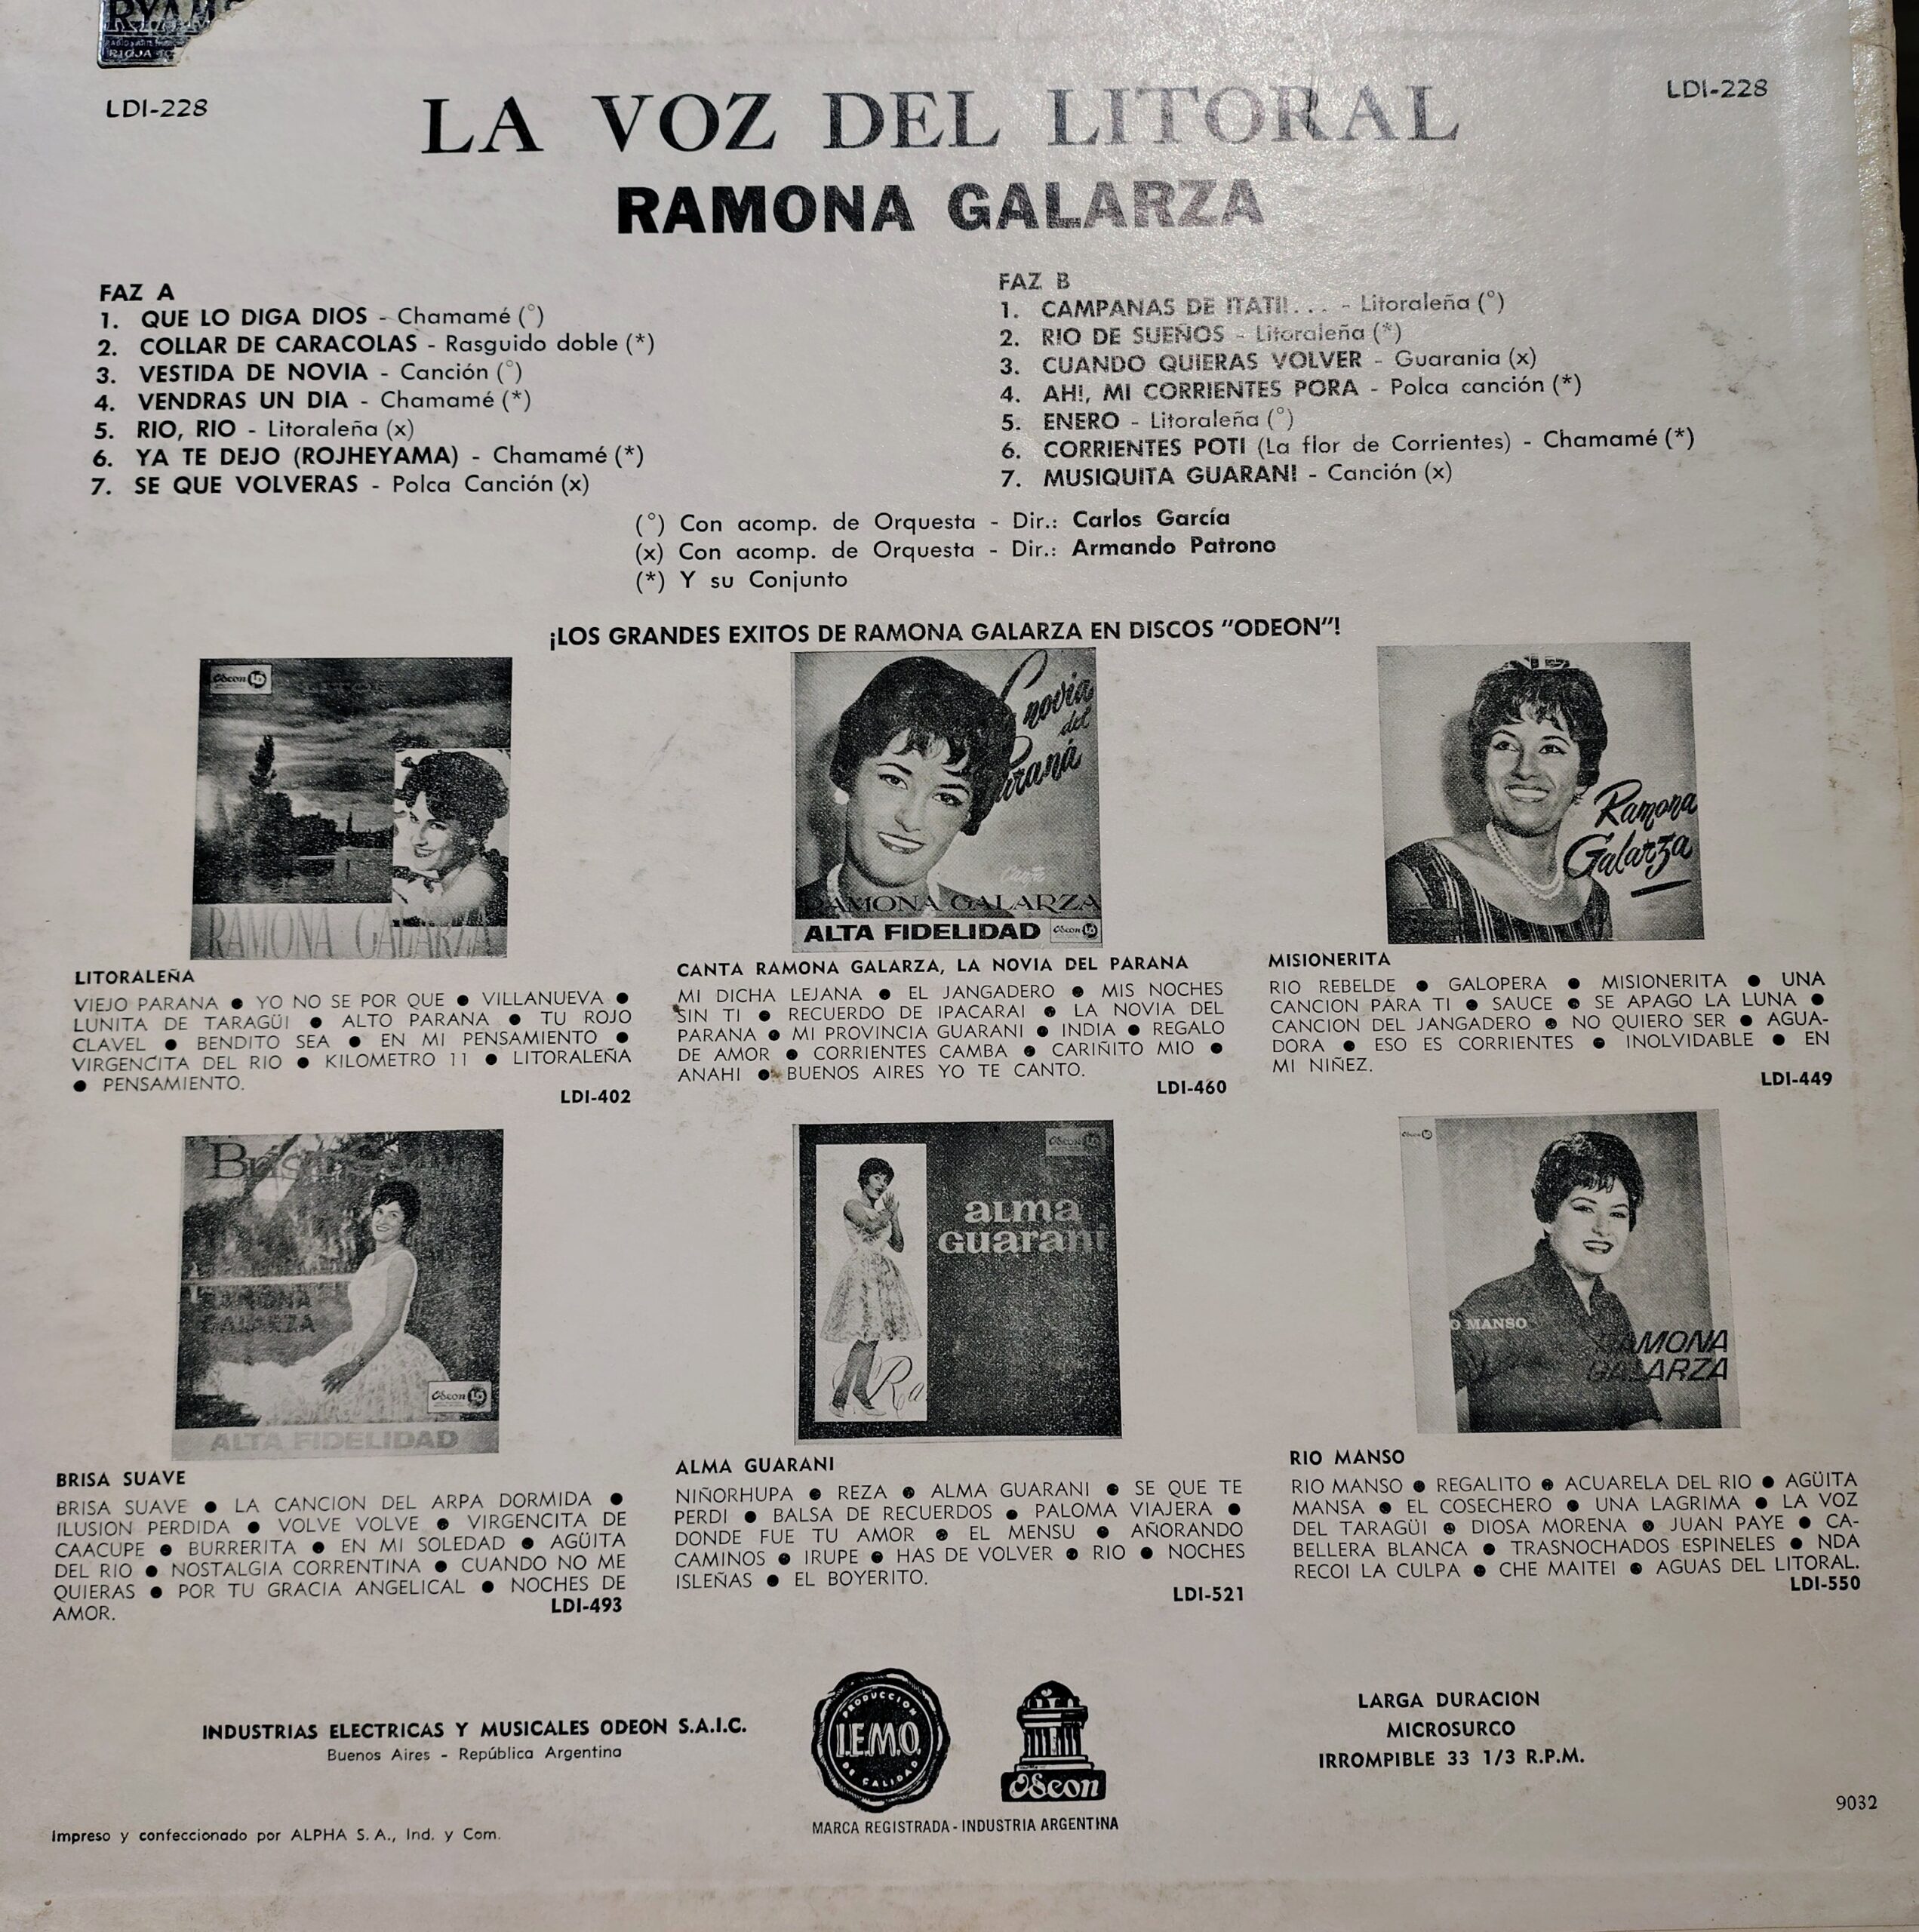 RYAM
RIOJA
LDI-228
LDI-228
LA VOZ DEL LITORAL
RAMONA GALARZA
FAZ A
1. QUE LO DIGA DIOS - Chamamé (°)
2. COLLAR DE CARACOLAS - Rasguido doble (*)
3. VESTIDA DE NOVIA - Canción (°)
4. VENDRAS UN DIA - Chamamé (*)
5. RIO, RIO - Litoraleña (x)
6. YA TE DEJO (ROJHEYAMA) - Chamamé (*)
7. SE QUE VOLVERAS - Polca Canción (x)
FAZ B
1. CAMPANAS DE ITATI!... - Litoraleña (°)
2. RIO DE SUEÑOS - Litoraleña (*)
3. CUANDO QUIERAS VOLVER - Guarania (x)
4. AH!, MI CORRIENTES PORA - Polca canción (*)
5. ENERO - Litoraleña (°)
6. CORRIENTES POTI (La flor de Corrientes) - Chamamé (*)
7. MUSIQUITA GUARANI - Canción (x)
(°) Con acomp. de Orquesta - Dir.: Carlos García
(x) Con acomp. de Orquesta - Dir.: Armando Patrono
(*) Y su Conjunto
¡LOS GRANDES EXITOS DE RAMONA GALARZA EN DISCOS "ODEON"!
Odeon
RAMONA GALARZA
novia
del
Paraná
Canta
RAMONA GALARZA
ALTA FIDELIDAD Odeon
Ramona
Galarza
LITORALEÑA
VIEJO PARANA ● YO NO SE POR QUE ● VILLANUEVA ●
LUNITA DE TARAGÜI ● ALTO PARANA ● TU ROJO
CLAVEL ● BENDITO SEA ● EN MI PENSAMIENTO ●
VIRGENCITA DEL RIO ● KILOMETRO 11 ● LITORALEÑA
● PENSAMIENTO.
LDI-402
CANTA RAMONA GALARZA, LA NOVIA DEL PARANA
MI DICHA LEJANA ● EL JANGADERO ● MIS NOCHES
SIN TI ● RECUERDO DE IPACARAI ● LA NOVIA DEL
PARANA ● MI PROVINCIA GUARANI ● INDIA ● REGALO
DE AMOR ● CORRIENTES CAMBA ● CARIÑITO MIO ●
ANAHI ● BUENOS AIRES YO TE CANTO.
LDI-460
MISIONERITA
RIO REBELDE ● GALOPERA ● MISIONERITA ● UNA
CANCION PARA TI ● SAUCE ● SE APAGO LA LUNA ●
CANCION DEL JANGADERO ● NO QUIERO SER ● AGUA-
DORA ● ESO ES CORRIENTES ● INOLVIDABLE ● EN
MI NIÑEZ.
LDI-449
Brisa
RAMONA
GALARZA
Odeon
ALTA FIDELIDAD
Odeon
alma
Guarani
Ra
Odeon
O MANSO
RAMONA
GALARZA
BRISA SUAVE
BRISA SUAVE ● LA CANCION DEL ARPA DORMIDA ●
ILUSION PERDIDA ● VOLVE VOLVE ● VIRGENCITA DE
CAACUPE ● BURRERITA ● EN MI SOLEDAD ● AGÜITA
DEL RIO ● NOSTALGIA CORRENTINA ● CUANDO NO ME
QUIERAS ● POR TU GRACIA ANGELICAL ● NOCHES DE
AMOR.
LDI-493
ALMA GUARANI
NIÑORHUPA ● REZA ● ALMA GUARANI ● SE QUE TE
PERDI ● BALSA DE RECUERDOS ● PALOMA VIAJERA ●
DONDE FUE TU AMOR ● EL MENSU ● AÑORANDO
CAMINOS ● IRUPE ● HAS DE VOLVER ● RIO ● NOCHES
ISLEÑAS ● EL BOYERITO.
LDI-521
RIO MANSO
RIO MANSO ● REGALITO ● ACUARELA DEL RIO ● AGÜITA
MANSA ● EL COSECHERO ● UNA LAGRIMA ● LA VOZ
DEL TARAGÜI ● DIOSA MORENA ● JUAN PAYE ● CA-
BELLERA BLANCA ● TRASNOCHADOS ESPINELES ● NDA
RECOI LA CULPA ● CHE MAITEI ● AGUAS DEL LITORAL.
LDI-550
INDUSTRIAS ELECTRICAS Y MUSICALES ODEON S.A.I.C.
Buenos Aires - República Argentina
PRODUCCION
I.E.M.O.
DE CALIDAD
Odeon
MARCA REGISTRADA - INDUSTRIA ARGENTINA
LARGA DURACION
MICROSURCO
IRROMPIBLE 33 1/3 R.P.M.
9032
Impreso y confeccionado por ALPHA S. A., Ind. y Com.